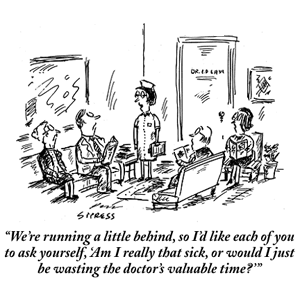 DR. E.D LAM
?
SIPRESS
“We’re running a little behind, so I’d like each of you
to ask yourself, ‘Am I really that sick, or would I just
be wasting the doctor’s valuable time?’”